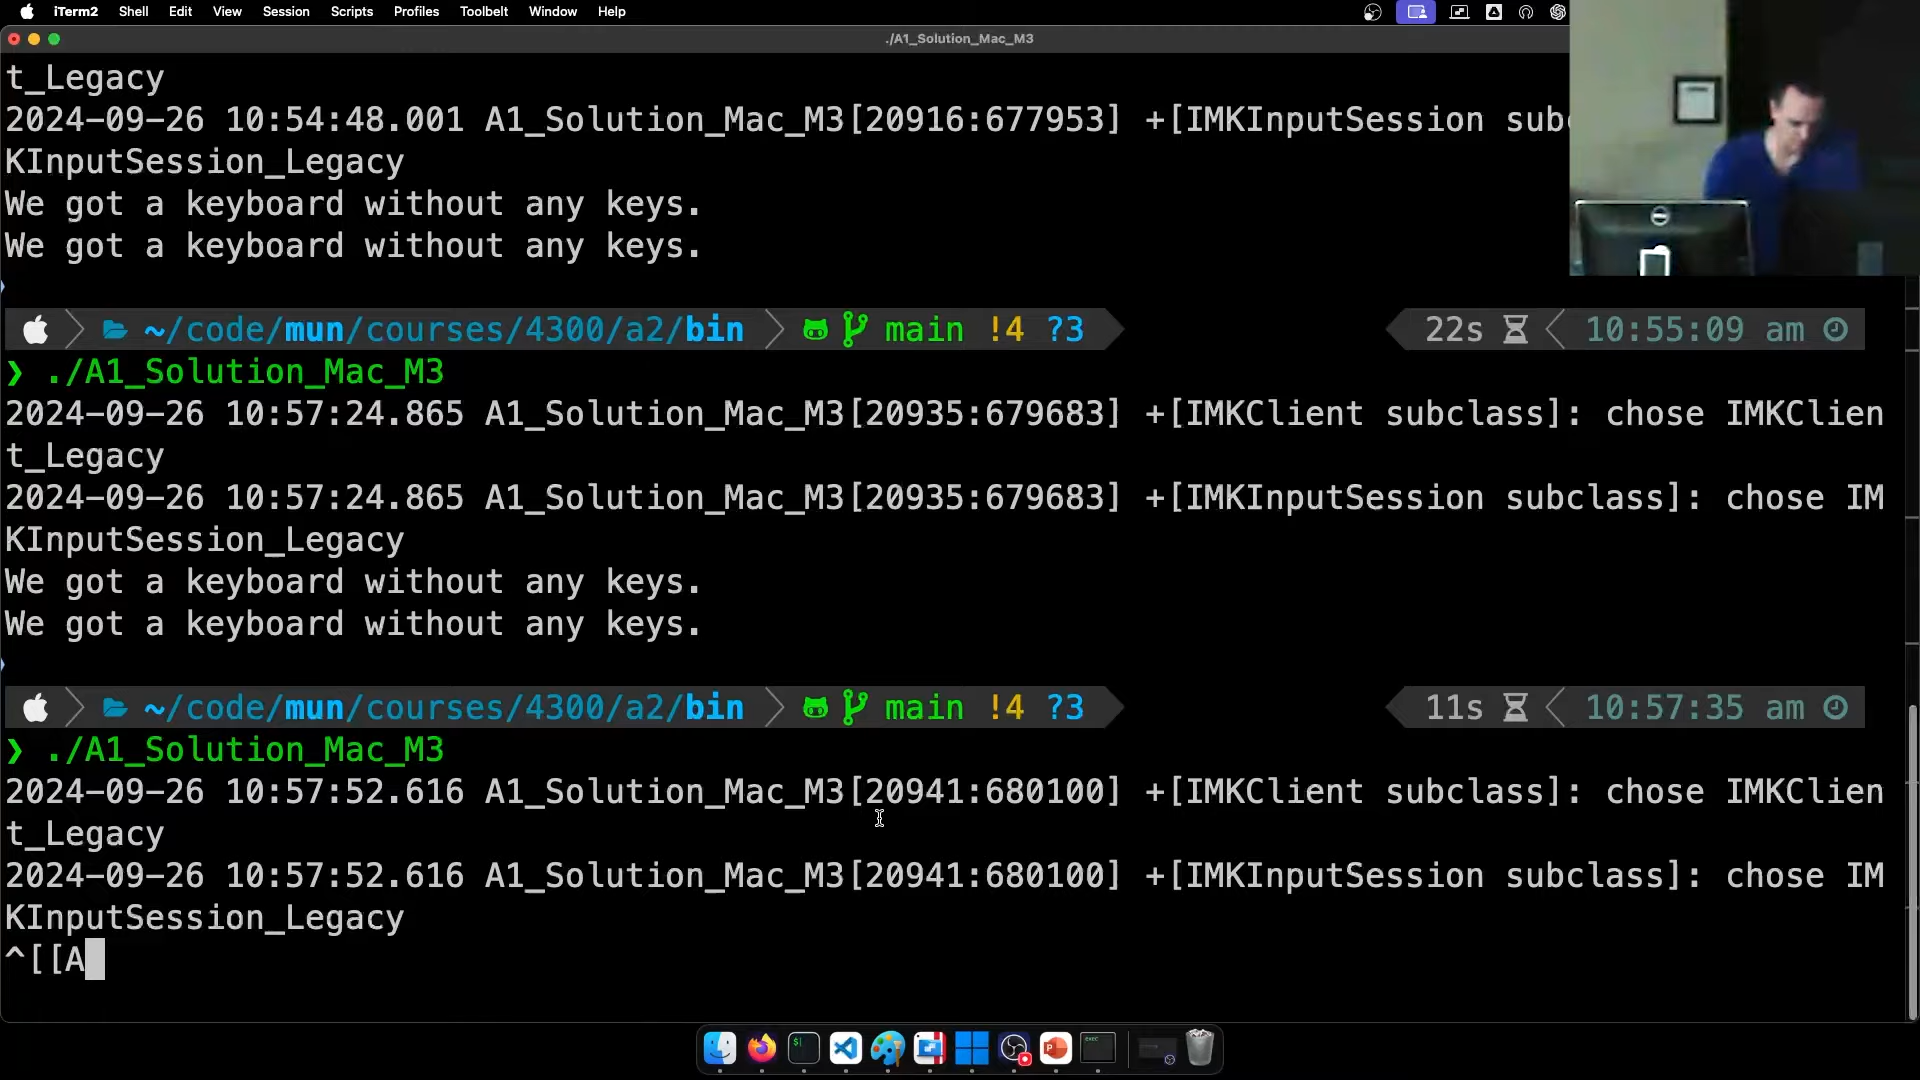 iTerm2 Shell Edit View Session Scripts Profiles Toolbelt Window Help
./A1_Solution_Mac_M3
t_Legacy
2024-09-26 10:54:48.001 A1_Solution_Mac_M3[20916:677953] +[IMKInputSession
KInputSession_Legacy
We got a keyboard without any keys.
We got a keyboard without any keys.
~/code/mun/courses/4300/a2/bin main !4 ?3 22s 10:55:09 am
❯ ./A1_Solution_Mac_M3
2024-09-26 10:57:24.865 A1_Solution_Mac_M3[20935:679683] +[IMKClient subclass]: chose IMKClien
t_Legacy
2024-09-26 10:57:24.865 A1_Solution_Mac_M3[20935:679683] +[IMKInputSession subclass]: chose IM
KInputSession_Legacy
We got a keyboard without any keys.
We got a keyboard without any keys.
~/code/mun/courses/4300/a2/bin main !4 ?3 11s 10:57:35 am
❯ ./A1_Solution_Mac_M3
2024-09-26 10:57:52.616 A1_Solution_Mac_M3[20941:680100] +[IMKClient subclass]: chose IMKClien
t_Legacy
2024-09-26 10:57:52.616 A1_Solution_Mac_M3[20941:680100] +[IMKInputSession subclass]: chose IM
KInputSession_Legacy
^[[A